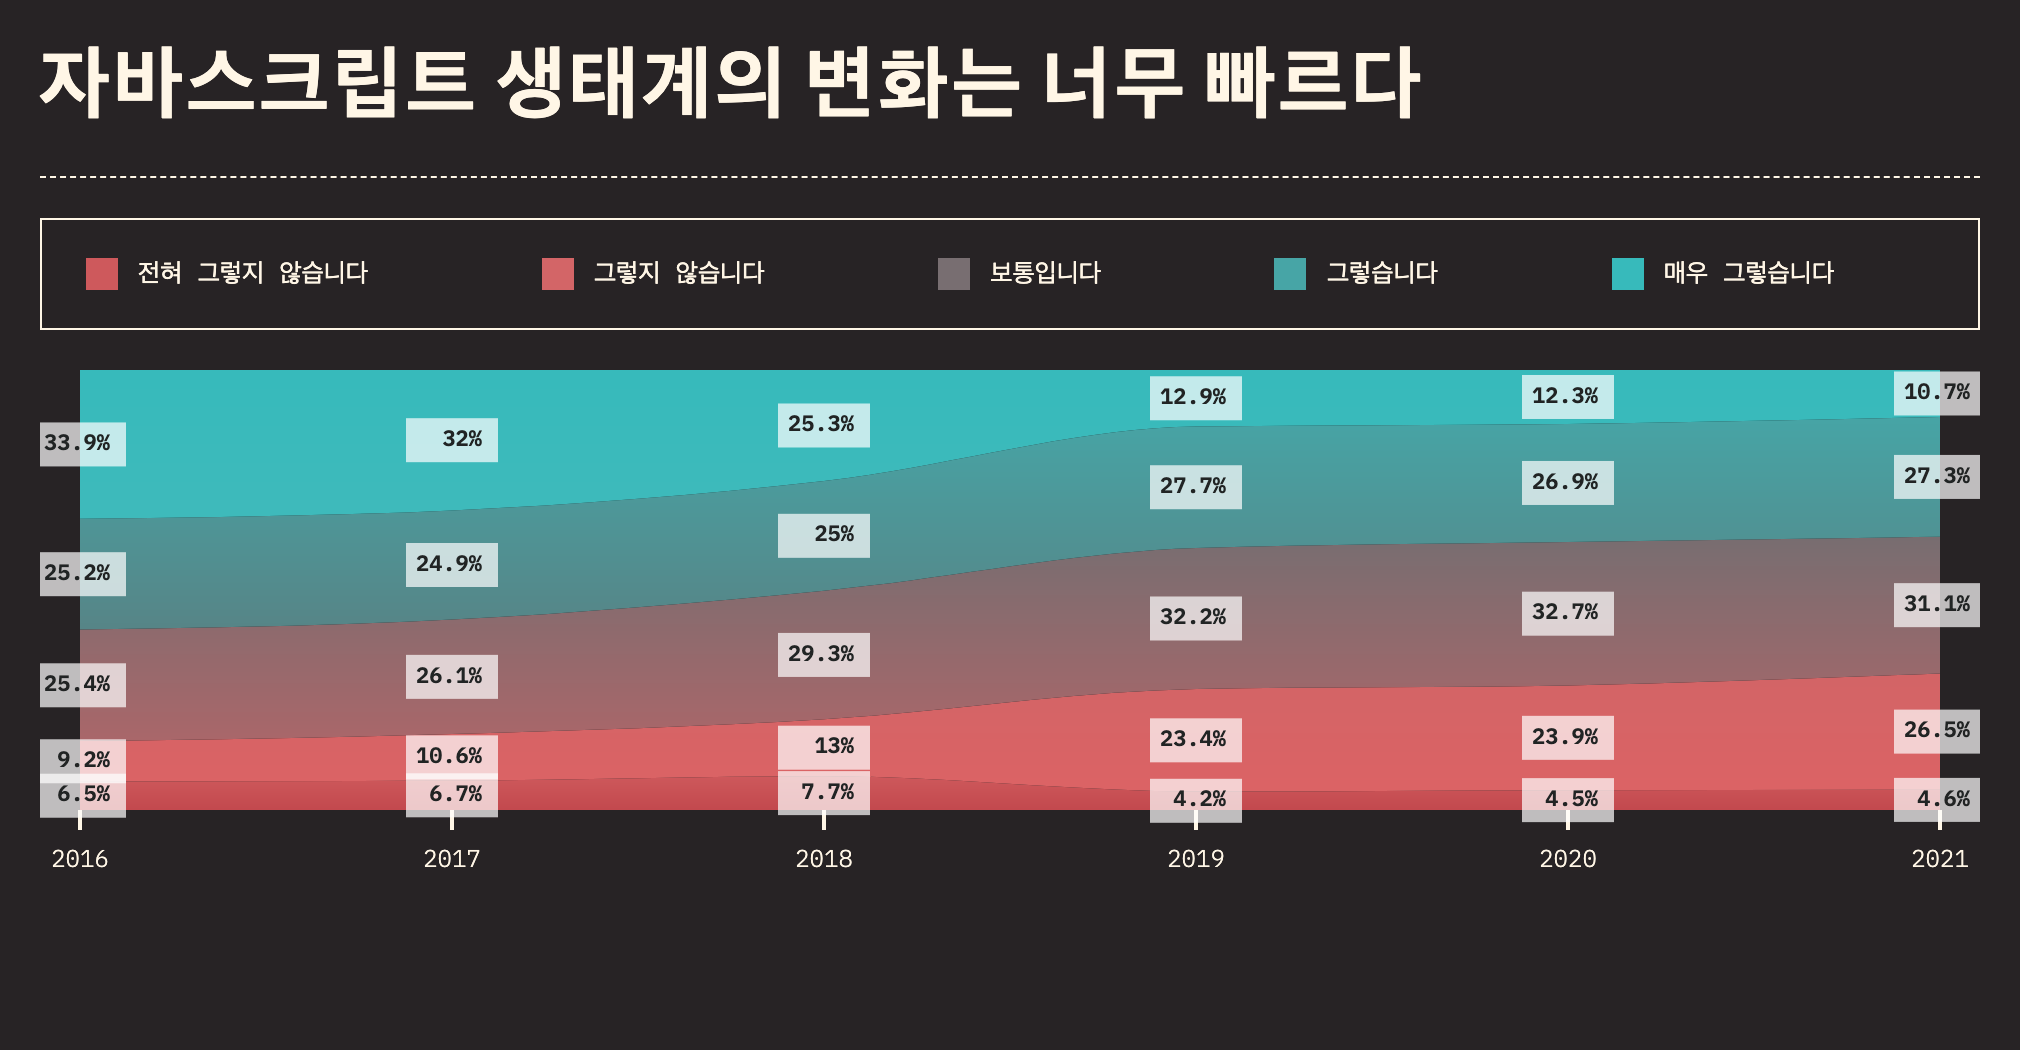 자바스크립트 생태계의 변화는 너무 빠르다
전혀 그렇지 않습니다 그렇지 않습니다 보통입니다 그렇습니다 매우 그렇습니다
33.9% 32% 25.3% 12.9% 12.3% 10.7%
25.2% 24.9% 25% 27.7% 26.9% 27.3%
25.4% 26.1% 29.3% 32.2% 32.7% 31.1%
9.2% 10.6% 13% 23.4% 23.9% 26.5%
6.5% 6.7% 7.7% 4.2% 4.5% 4.6%
2016 2017 2018 2019 2020 2021